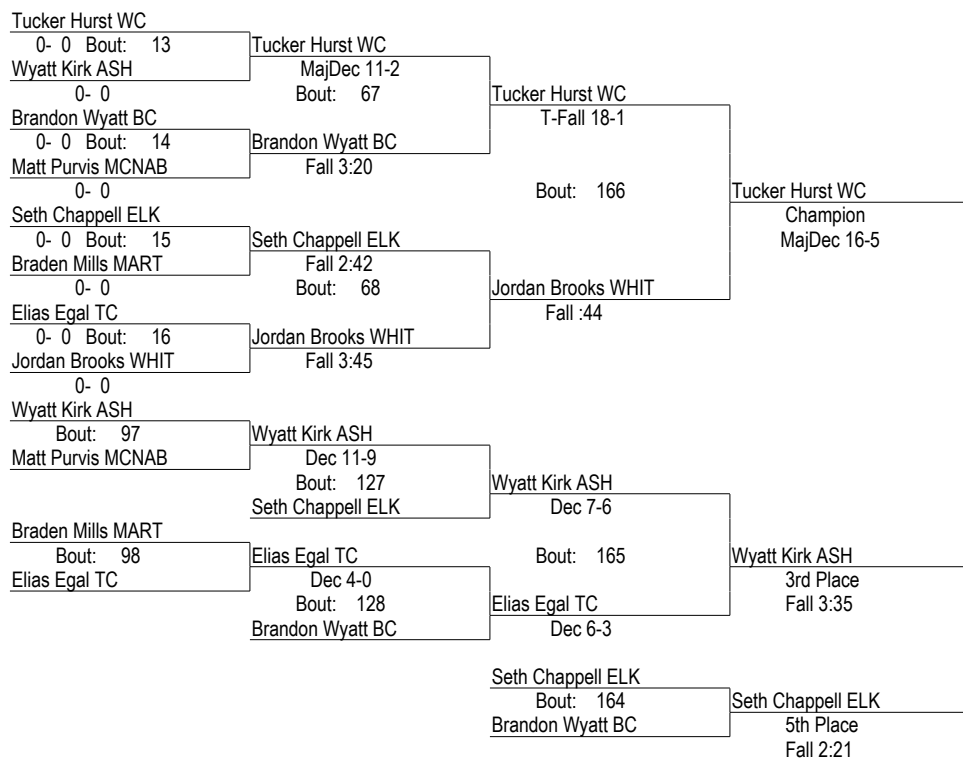 Tucker Hurst WC
0- 0 Bout: 13
Wyatt Kirk ASH
0- 0
Brandon Wyatt BC
0- 0 Bout: 14
Matt Purvis MCNAB
0- 0
Seth Chappell ELK
0- 0 Bout: 15
Braden Mills MART
0- 0
Elias Egal TC
0- 0 Bout: 16
Jordan Brooks WHIT
0- 0
Tucker Hurst WC
MajDec 11-2
Bout: 67
Brandon Wyatt BC
Fall 3:20
Seth Chappell ELK
Fall 2:42
Bout: 68
Jordan Brooks WHIT
Fall 3:45
Tucker Hurst WC
T-Fall 18-1
Bout: 166
Jordan Brooks WHIT
Fall :44
Tucker Hurst WC
Champion
MajDec 16-5
Wyatt Kirk ASH
Bout: 97
Matt Purvis MCNAB
Braden Mills MART
Bout: 98
Elias Egal TC
Wyatt Kirk ASH
Dec 11-9
Bout: 127
Seth Chappell ELK
Elias Egal TC
Dec 4-0
Bout: 128
Brandon Wyatt BC
Wyatt Kirk ASH
Dec 7-6
Bout: 165
Elias Egal TC
Dec 6-3
Wyatt Kirk ASH
3rd Place
Fall 3:35
Seth Chappell ELK
Bout: 164
Brandon Wyatt BC
Seth Chappell ELK
5th Place
Fall 2:21